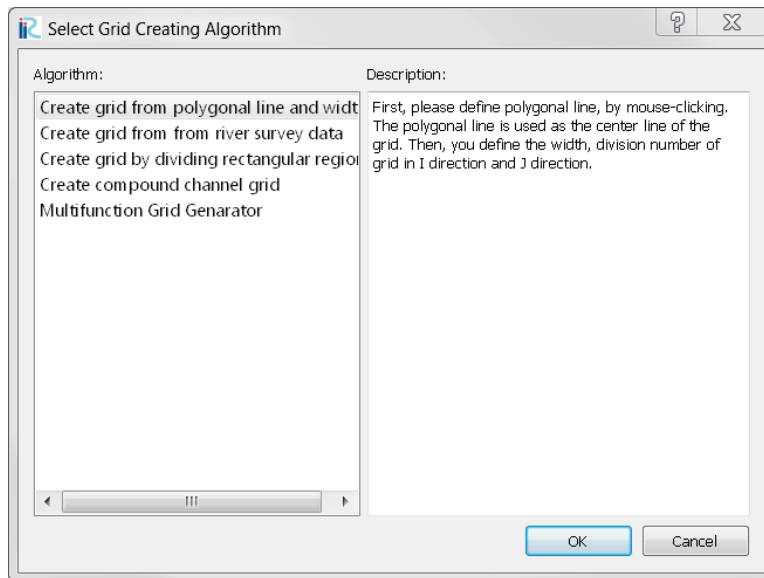 iRiC Select Grid Creating Algorithm
Algorithm:
Create grid from polygonal line and widt
Create grid from from river survey data
Create grid by dividing rectangular region
Create compound channel grid
Multifunction Grid Genarator
Description:
First, please define polygonal line, by mouse-clicking.
The polygonal line is used as the center line of the
grid. Then, you define the width, division number of
grid in I direction and J direction.
OK
Cancel